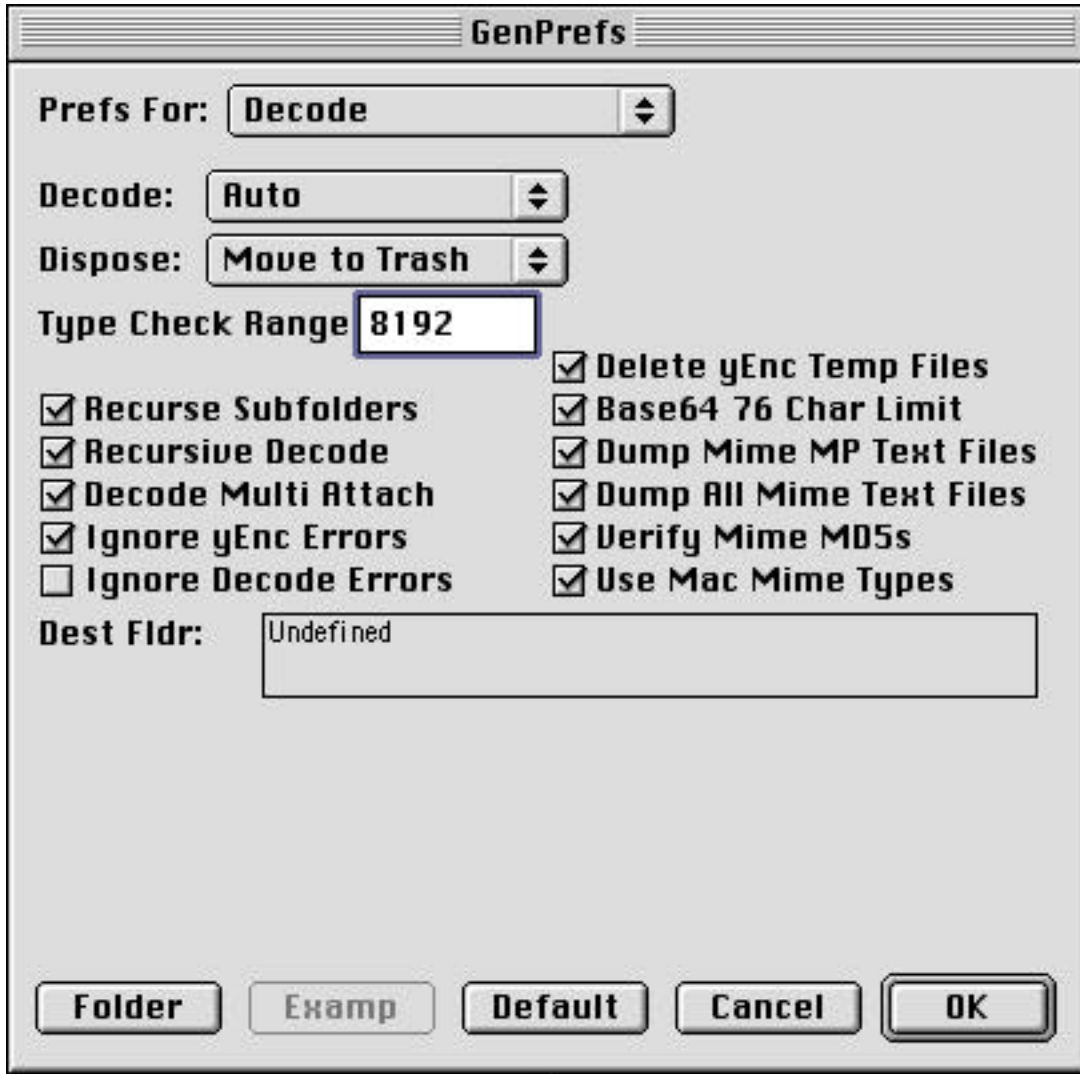 GenPrefs
Prefs For: Decode
Decode: Auto
Dispose: Move to Trash
Type Check Range 8192
Delete yEnc Temp Files
Recurse Subfolders
Base64 76 Char Limit
Recursive Decode
Dump Mime MP Text Files
Decode Multi Attach
Dump All Mime Text Files
Ignore yEnc Errors
Verify Mime MD5s
Ignore Decode Errors
Use Mac Mime Types
Dest Fldr: Undefined
Folder Examp Default Cancel OK